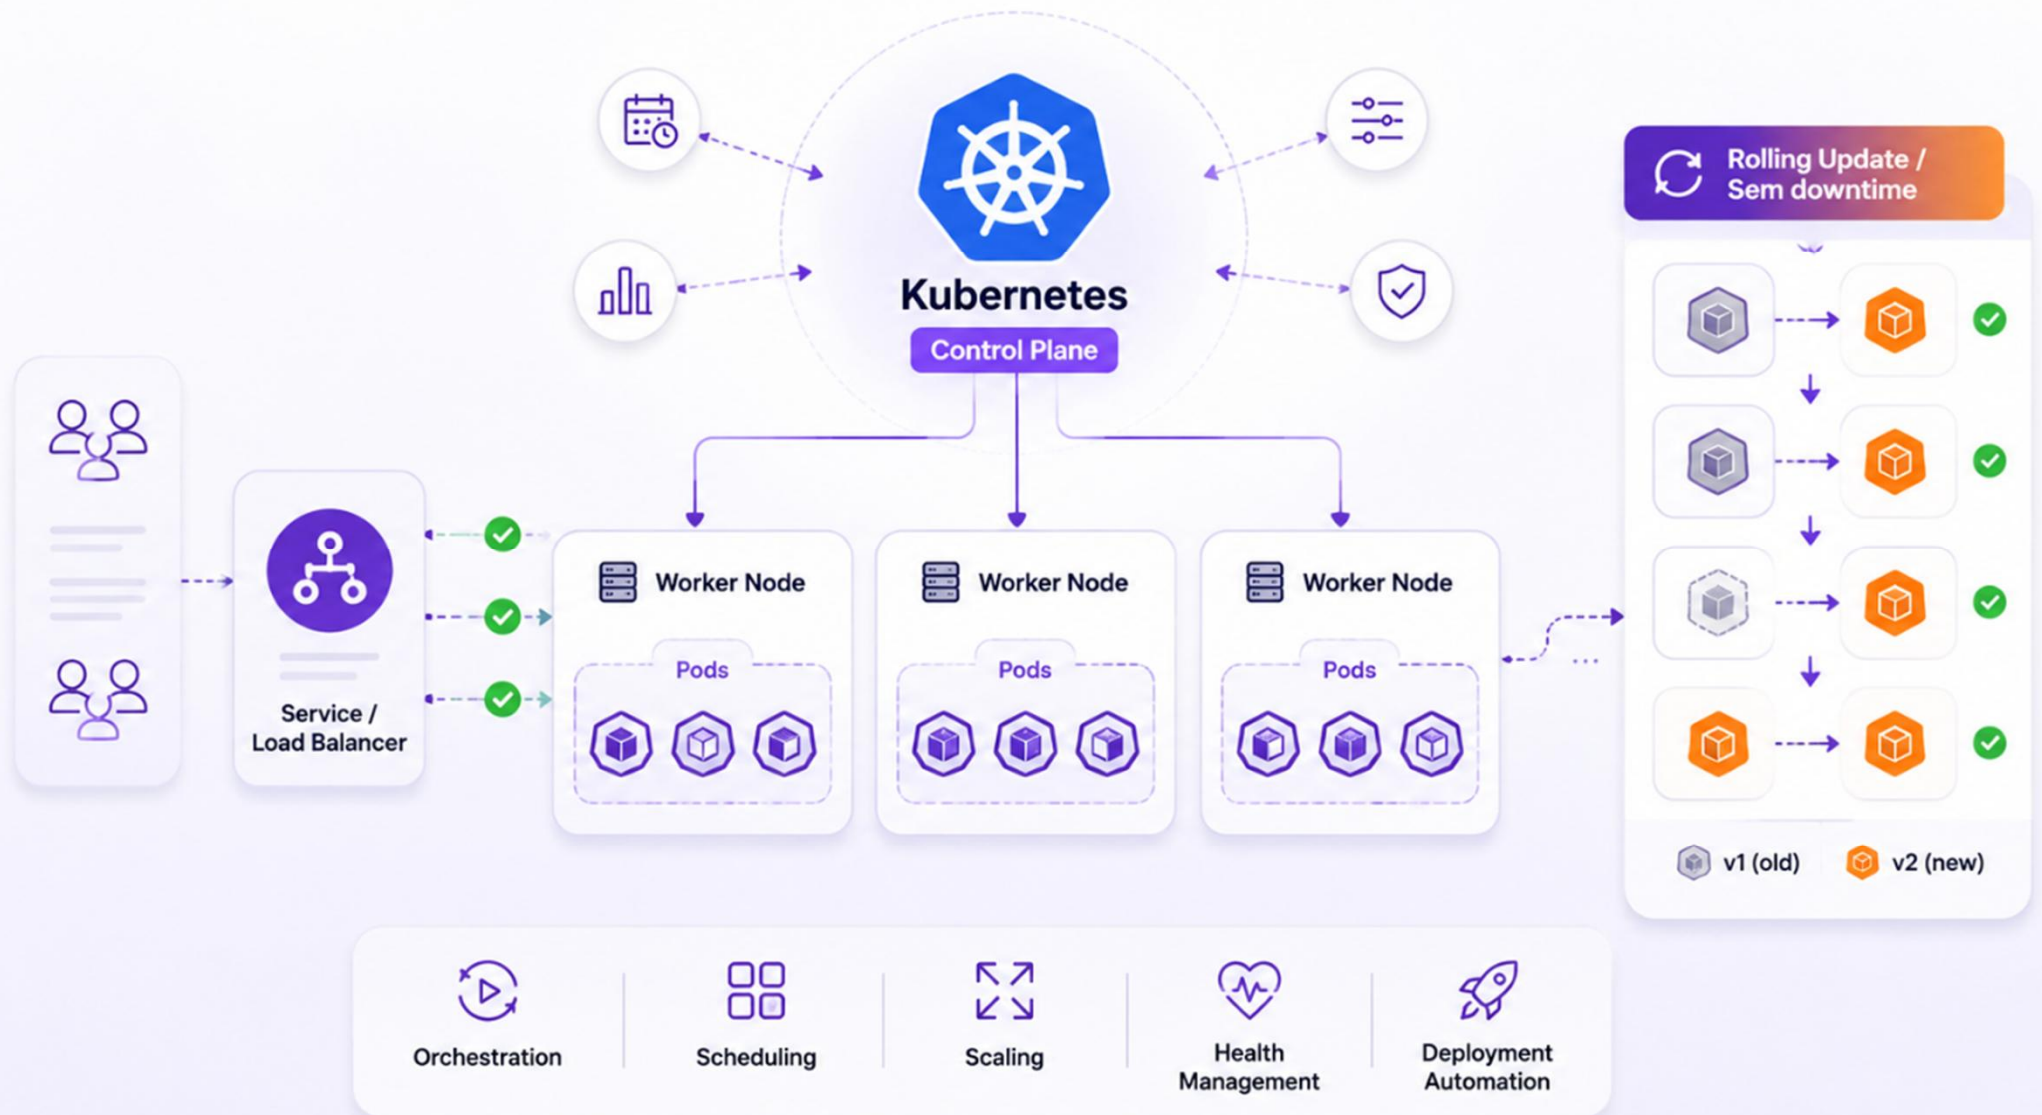 Kubernetes
Control Plane
Rolling Update /
Sem downtime
Service /
Load Balancer
Worker Node
Pods
Worker Node
Pods
Worker Node
Pods
v1 (old)
v2 (new)
Orchestration
Scheduling
Scaling
Health
Management
Deployment
Automation